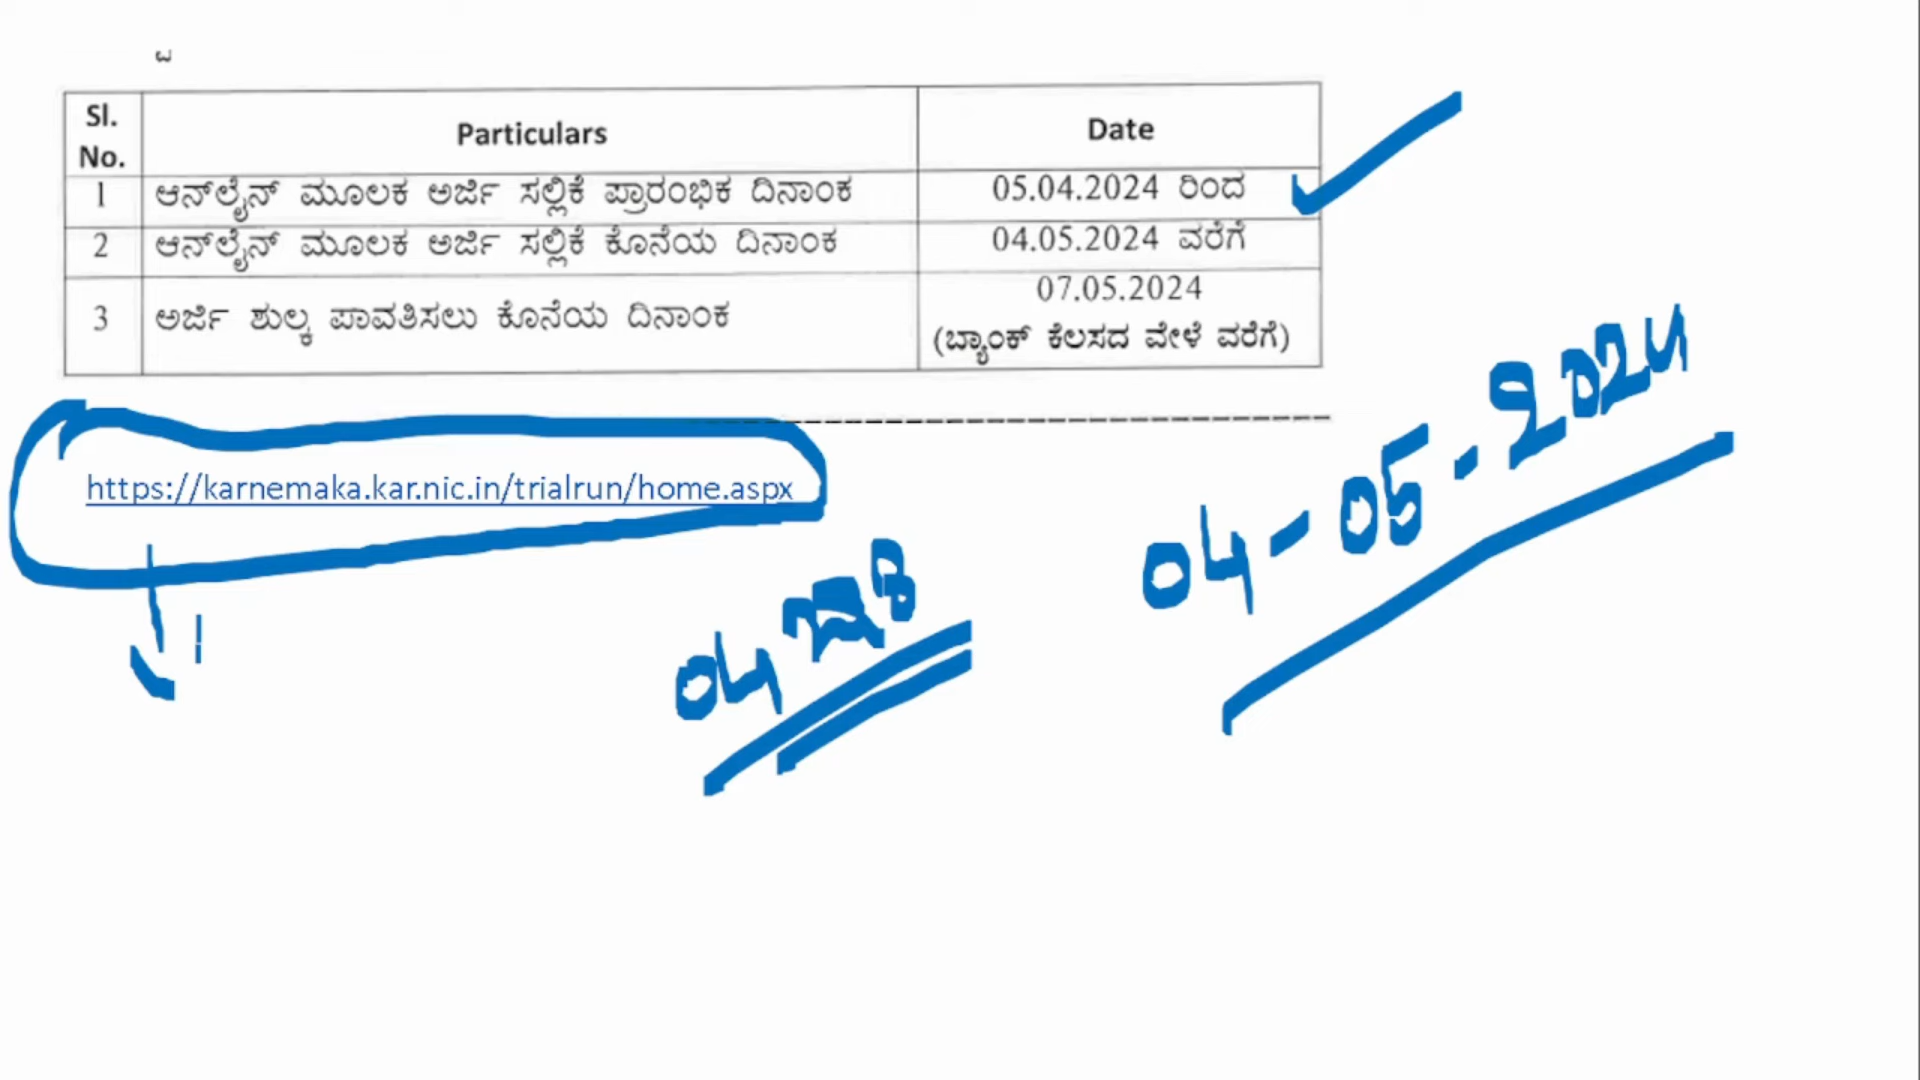 Sl. No. Particulars Date
1 ಆನ್‌ಲೈನ್ ಮೂಲಕ ಅರ್ಜಿ ಸಲ್ಲಿಕೆ ಪ್ರಾರಂಭಿಕ ದಿನಾಂಕ 05.04.2024 ರಿಂದ
2 ಆನ್‌ಲೈನ್ ಮೂಲಕ ಅರ್ಜಿ ಸಲ್ಲಿಕೆ ಕೊನೆಯ ದಿನಾಂಕ 04.05.2024 ವರೆಗೆ
3 ಅರ್ಜಿ ಶುಲ್ಕ ಪಾವತಿಸಲು ಕೊನೆಯ ದಿನಾಂಕ 07.05.2024
(ಬ್ಯಾಂಕ್ ಕೆಲಸದ ವೇಳೆ ವರೆಗೆ)
https://karnemaka.kar.nic.in/trialrun/home.aspx
04-05-2024
04